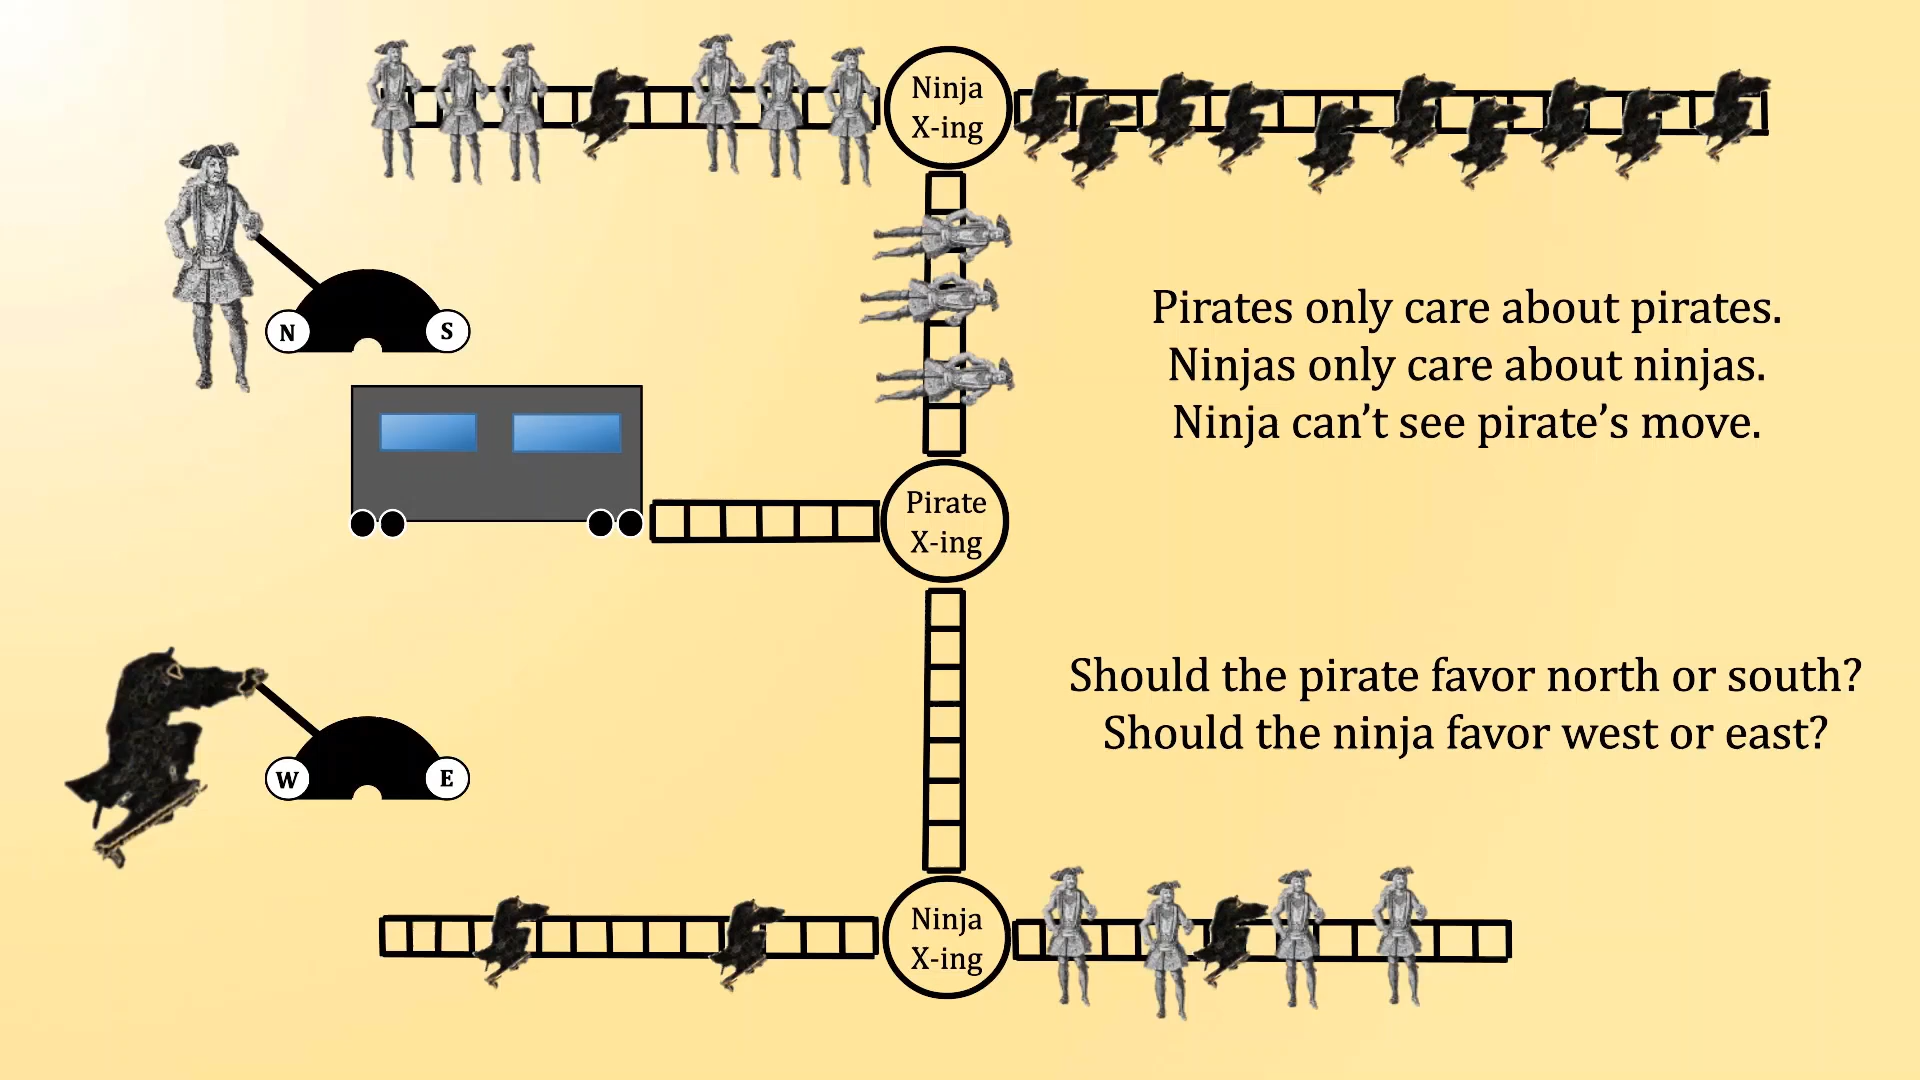 Ninja
X-ing
N
S
Pirates only care about pirates.
Ninjas only care about ninjas.
Ninja can't see pirate's move.
Pirate
X-ing
Should the pirate favor north or south?
Should the ninja favor west or east?
W
E
Ninja
X-ing